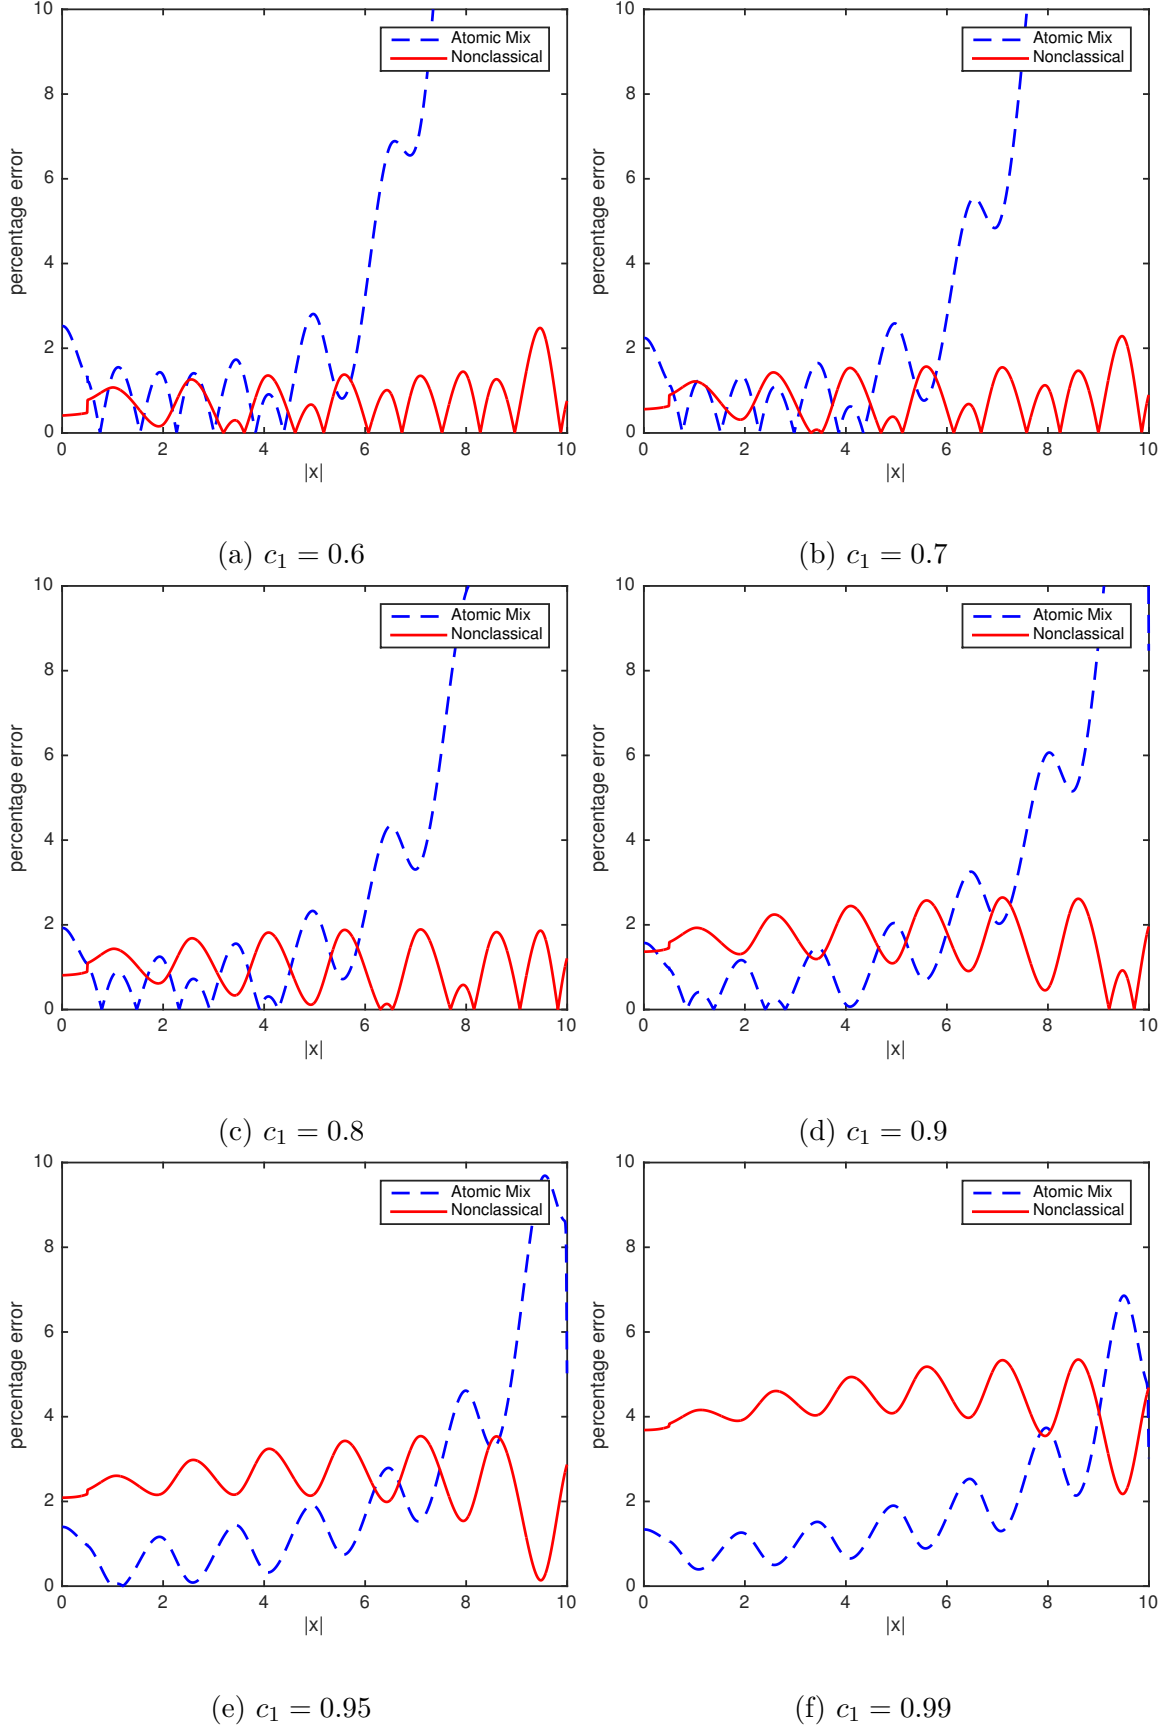 10
8
6
4
2
0
percentage error
0 2 4 6 8 10
|x|
Atomic Mix
Nonclassical
(a) c₁ = 0.6
10
8
6
4
2
0
percentage error
0 2 4 6 8 10
|x|
Atomic Mix
Nonclassical
(b) c₁ = 0.7
10
8
6
4
2
0
percentage error
0 2 4 6 8 10
|x|
Atomic Mix
Nonclassical
(c) c₁ = 0.8
10
8
6
4
2
0
percentage error
0 2 4 6 8 10
|x|
Atomic Mix
Nonclassical
(d) c₁ = 0.9
10
8
6
4
2
0
percentage error
0 2 4 6 8 10
|x|
Atomic Mix
Nonclassical
(e) c₁ = 0.95
10
8
6
4
2
0
percentage error
0 2 4 6 8 10
|x|
Atomic Mix
Nonclassical
(f) c₁ = 0.99